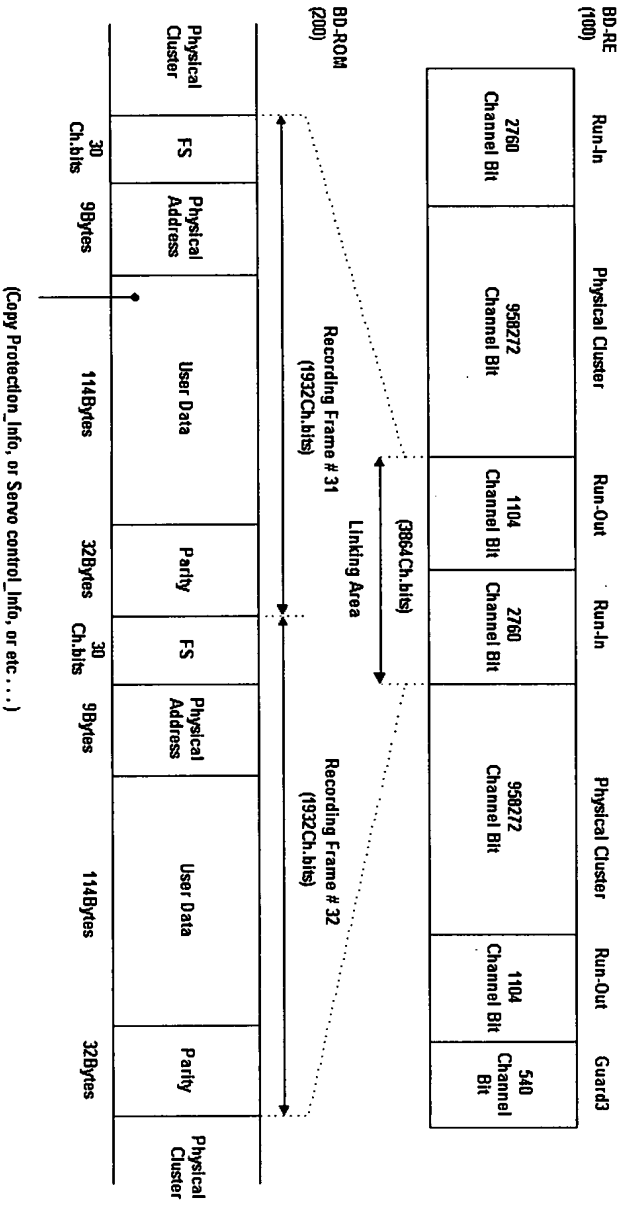 BD-RE
(100)
Run-In
Physical Cluster
Run-Out
Run-In
Physical Cluster
Run-Out
Guard3
2760
Channel Bit
958272
Channel Bit
1104
Channel Bit
2760
Channel Bit
958272
Channel Bit
1104
Channel Bit
540
Channel
Bit
(3864Ch.bits)
Linking Area
BD-ROM
(200)
Recording Frame # 31
(1932Ch.bits)
Recording Frame # 32
(1932Ch.bits)
Physical
Cluster
FS
Physical
Address
User Data
Parity
FS
Physical
Address
User Data
Parity
Physical
Cluster
30
Ch.bits
9Bytes
114Bytes
32Bytes
30
Ch.bits
9Bytes
114Bytes
32Bytes
(Copy Protection_Info, or Servo control_Info, or etc . . .)